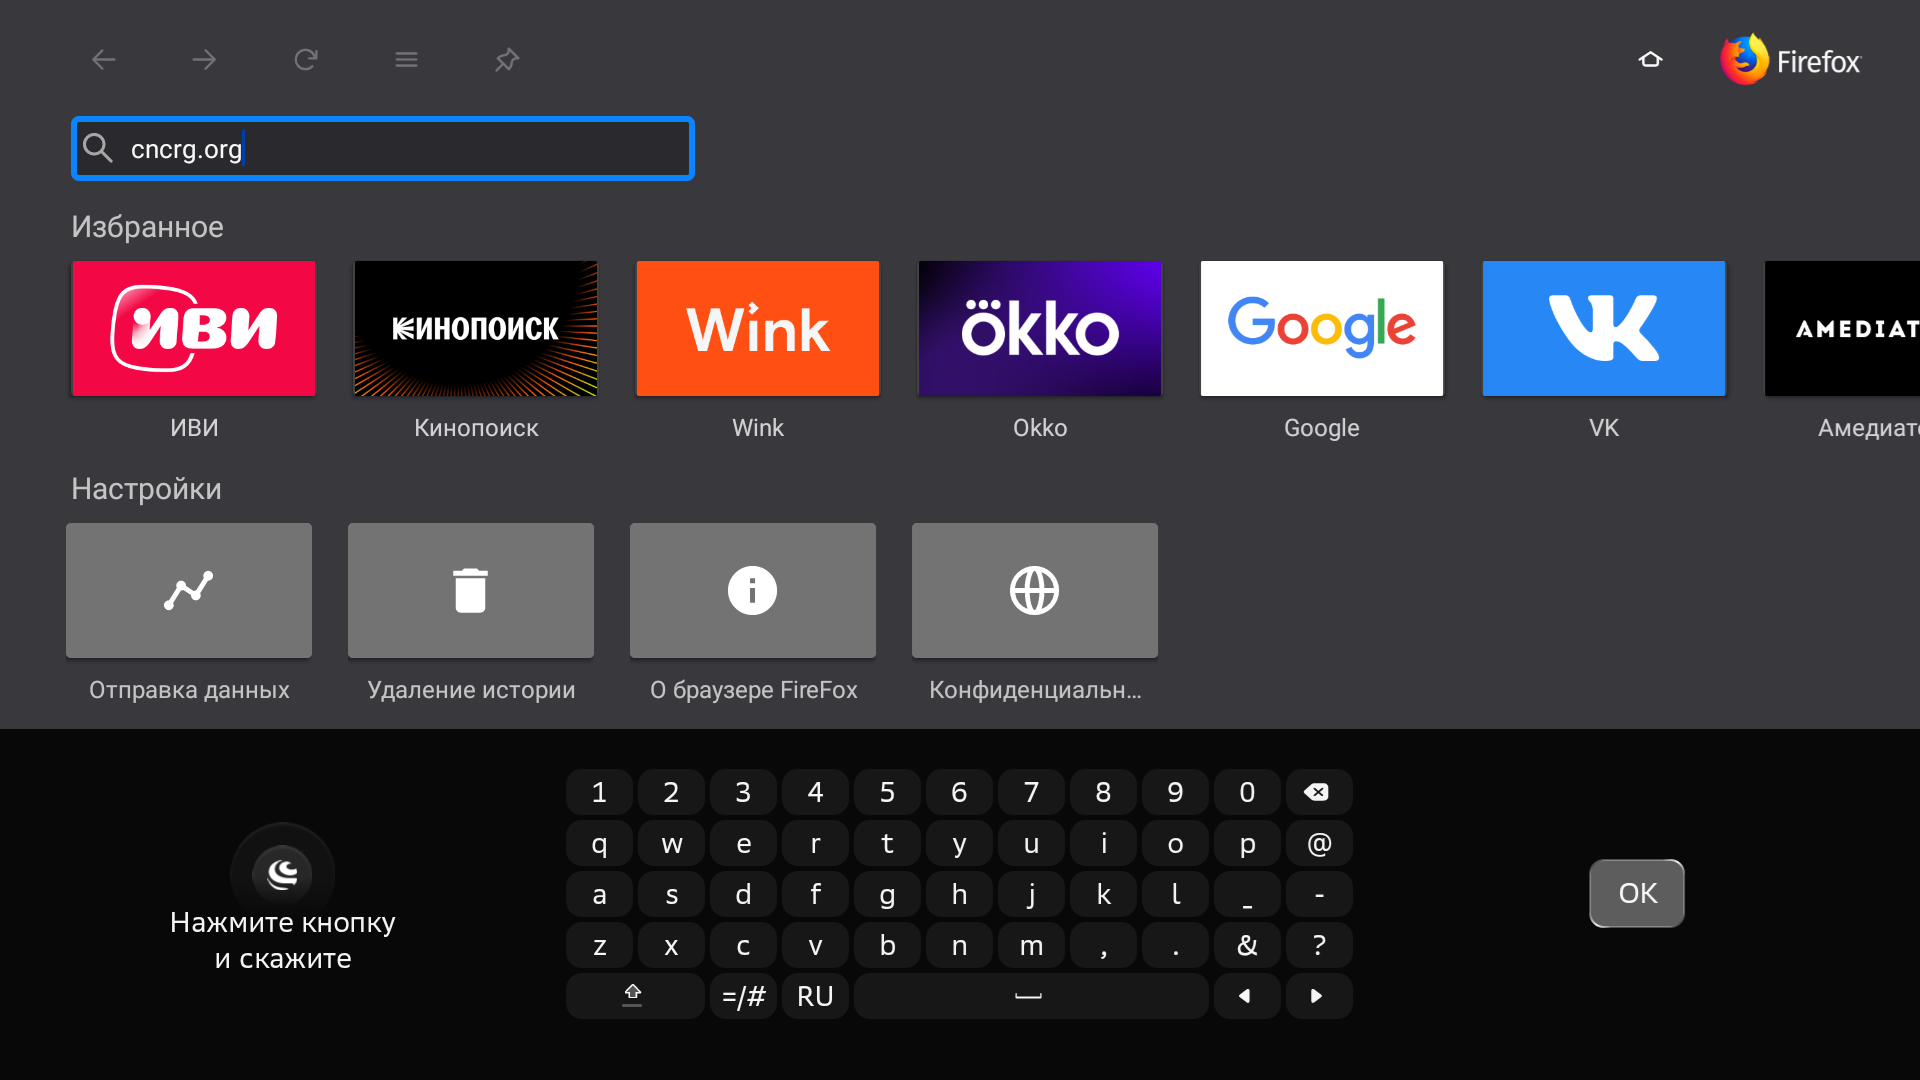 Firefox
cncrg.org
Избранное
иви
КИНОПОИСК
Wink
okko
Google
VK
AMEDIAT
ИВИ
Кинопоиск
Wink
Okko
Google
VK
Амедиат
Настройки
Отправка данных
Удаление истории
О браузере FireFox
Конфиденциальн...
1 2 3 4 5 6 7 8 9 0
q w e r t y u i o p @
a s d f g h j k l _ -
z x c v b n m , . & ?
=/# RU
Нажмите кнопку
и скажите
OK